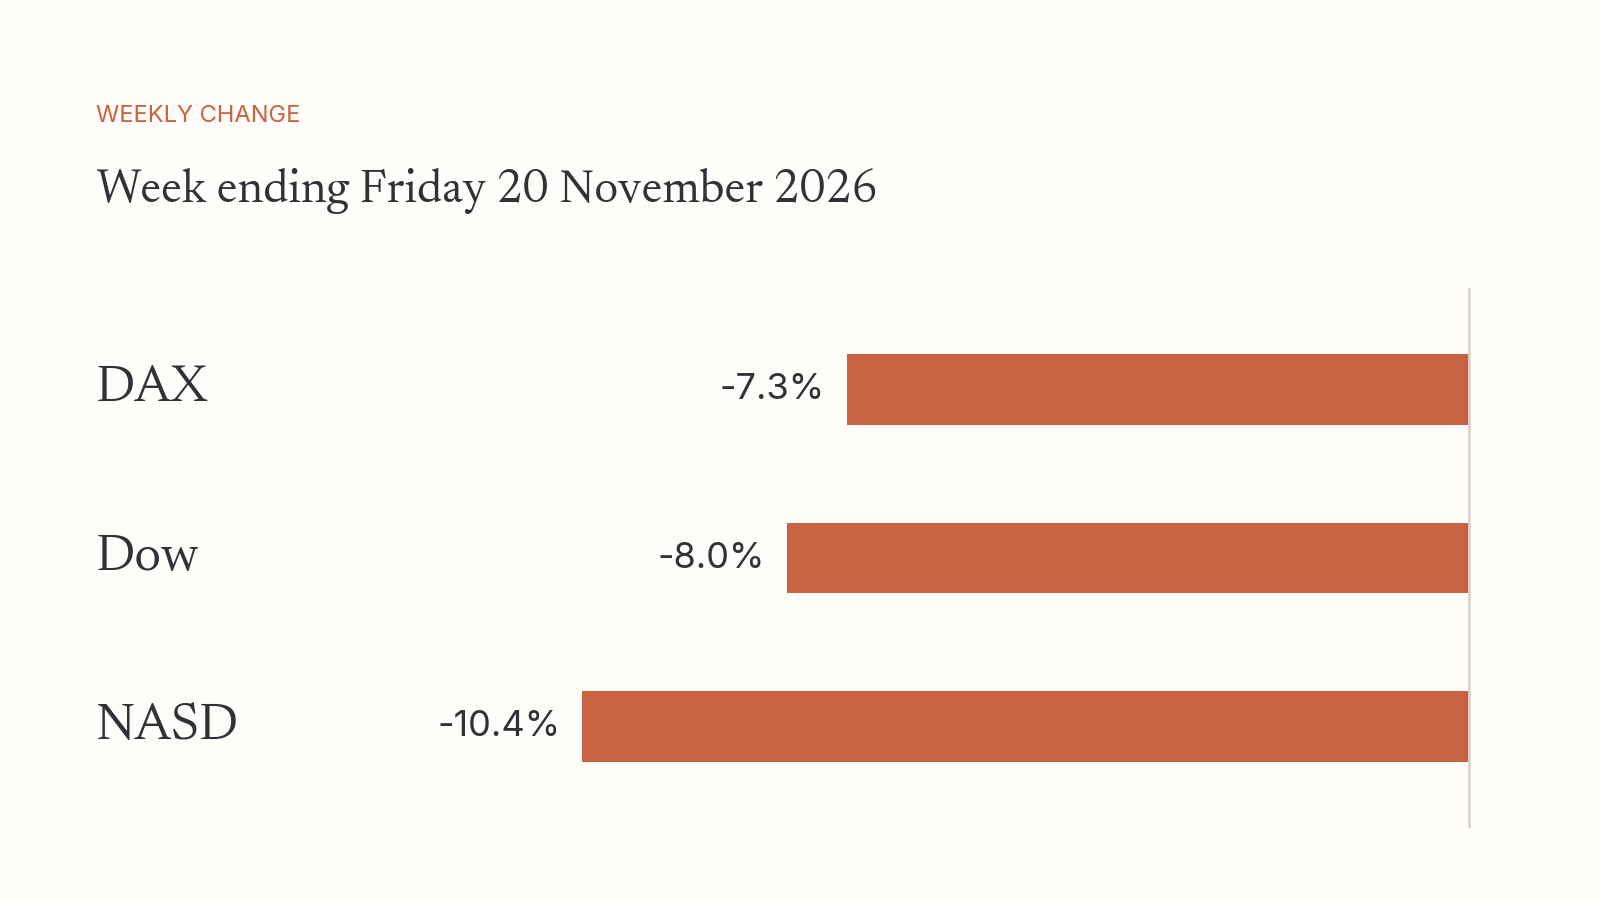 WEEKLY CHANGE
Week ending Friday 20 November 2026
DAX -7.3%
Dow -8.0%
NASD -10.4%